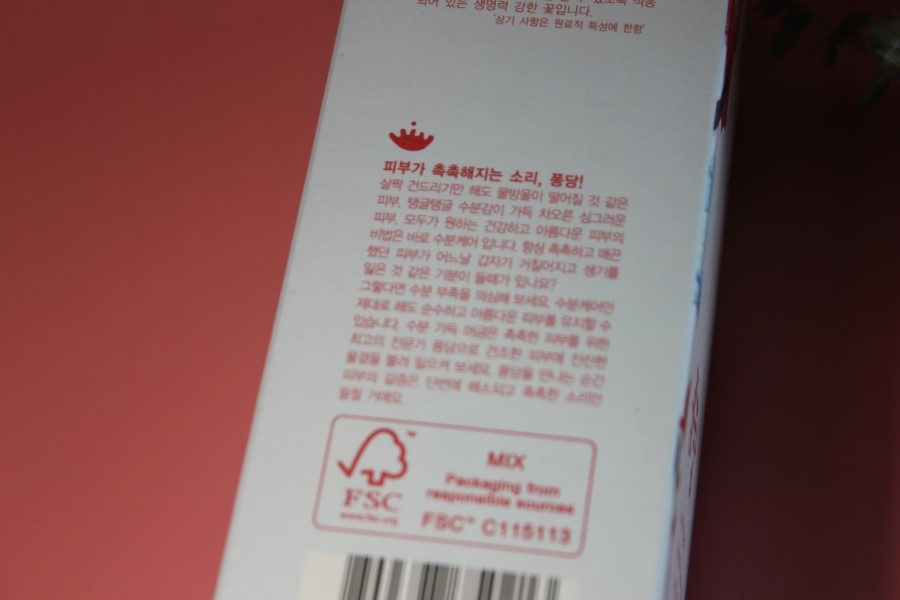 되어 있는 생명력 강한 꽃입니다.
'상기 사항은 원료적 특성에 한함'
피부가 촉촉해지는 소리, 퐁당!
살짝 건드리기만 해도 물방울이 떨어질 것 같은
피부, 탱글탱글 수분감이 가득 차오른 싱그러운
피부, 모두가 원하는 건강하고 아름다운 피부의
비법은 바로 수분케어 입니다. 항상 촉촉하고 매끈
했던 피부가 어느날 갑자기 거칠어지고 생기를
잃은 것 같은 기분이 들때가 있나요?
그렇다면 수분 부족을 의심해 보세요. 수분케어만
제대로 해도 순수하고 아름다운 피부를 유지할 수
있습니다. 수분 가득 머금은 촉촉한 피부를 위한
최고의 전문가 퐁당으로 건조한 피부에 잔잔한
물결을 불러 일으켜 보세요. 퐁당을 만나는 순간
피부의 갈증은 단번에 해소되고 촉촉한 소리만
들릴 거예요.
FSC™
www.fsc.org
MIX
Packaging from
responsible sources
FSC™ C115113